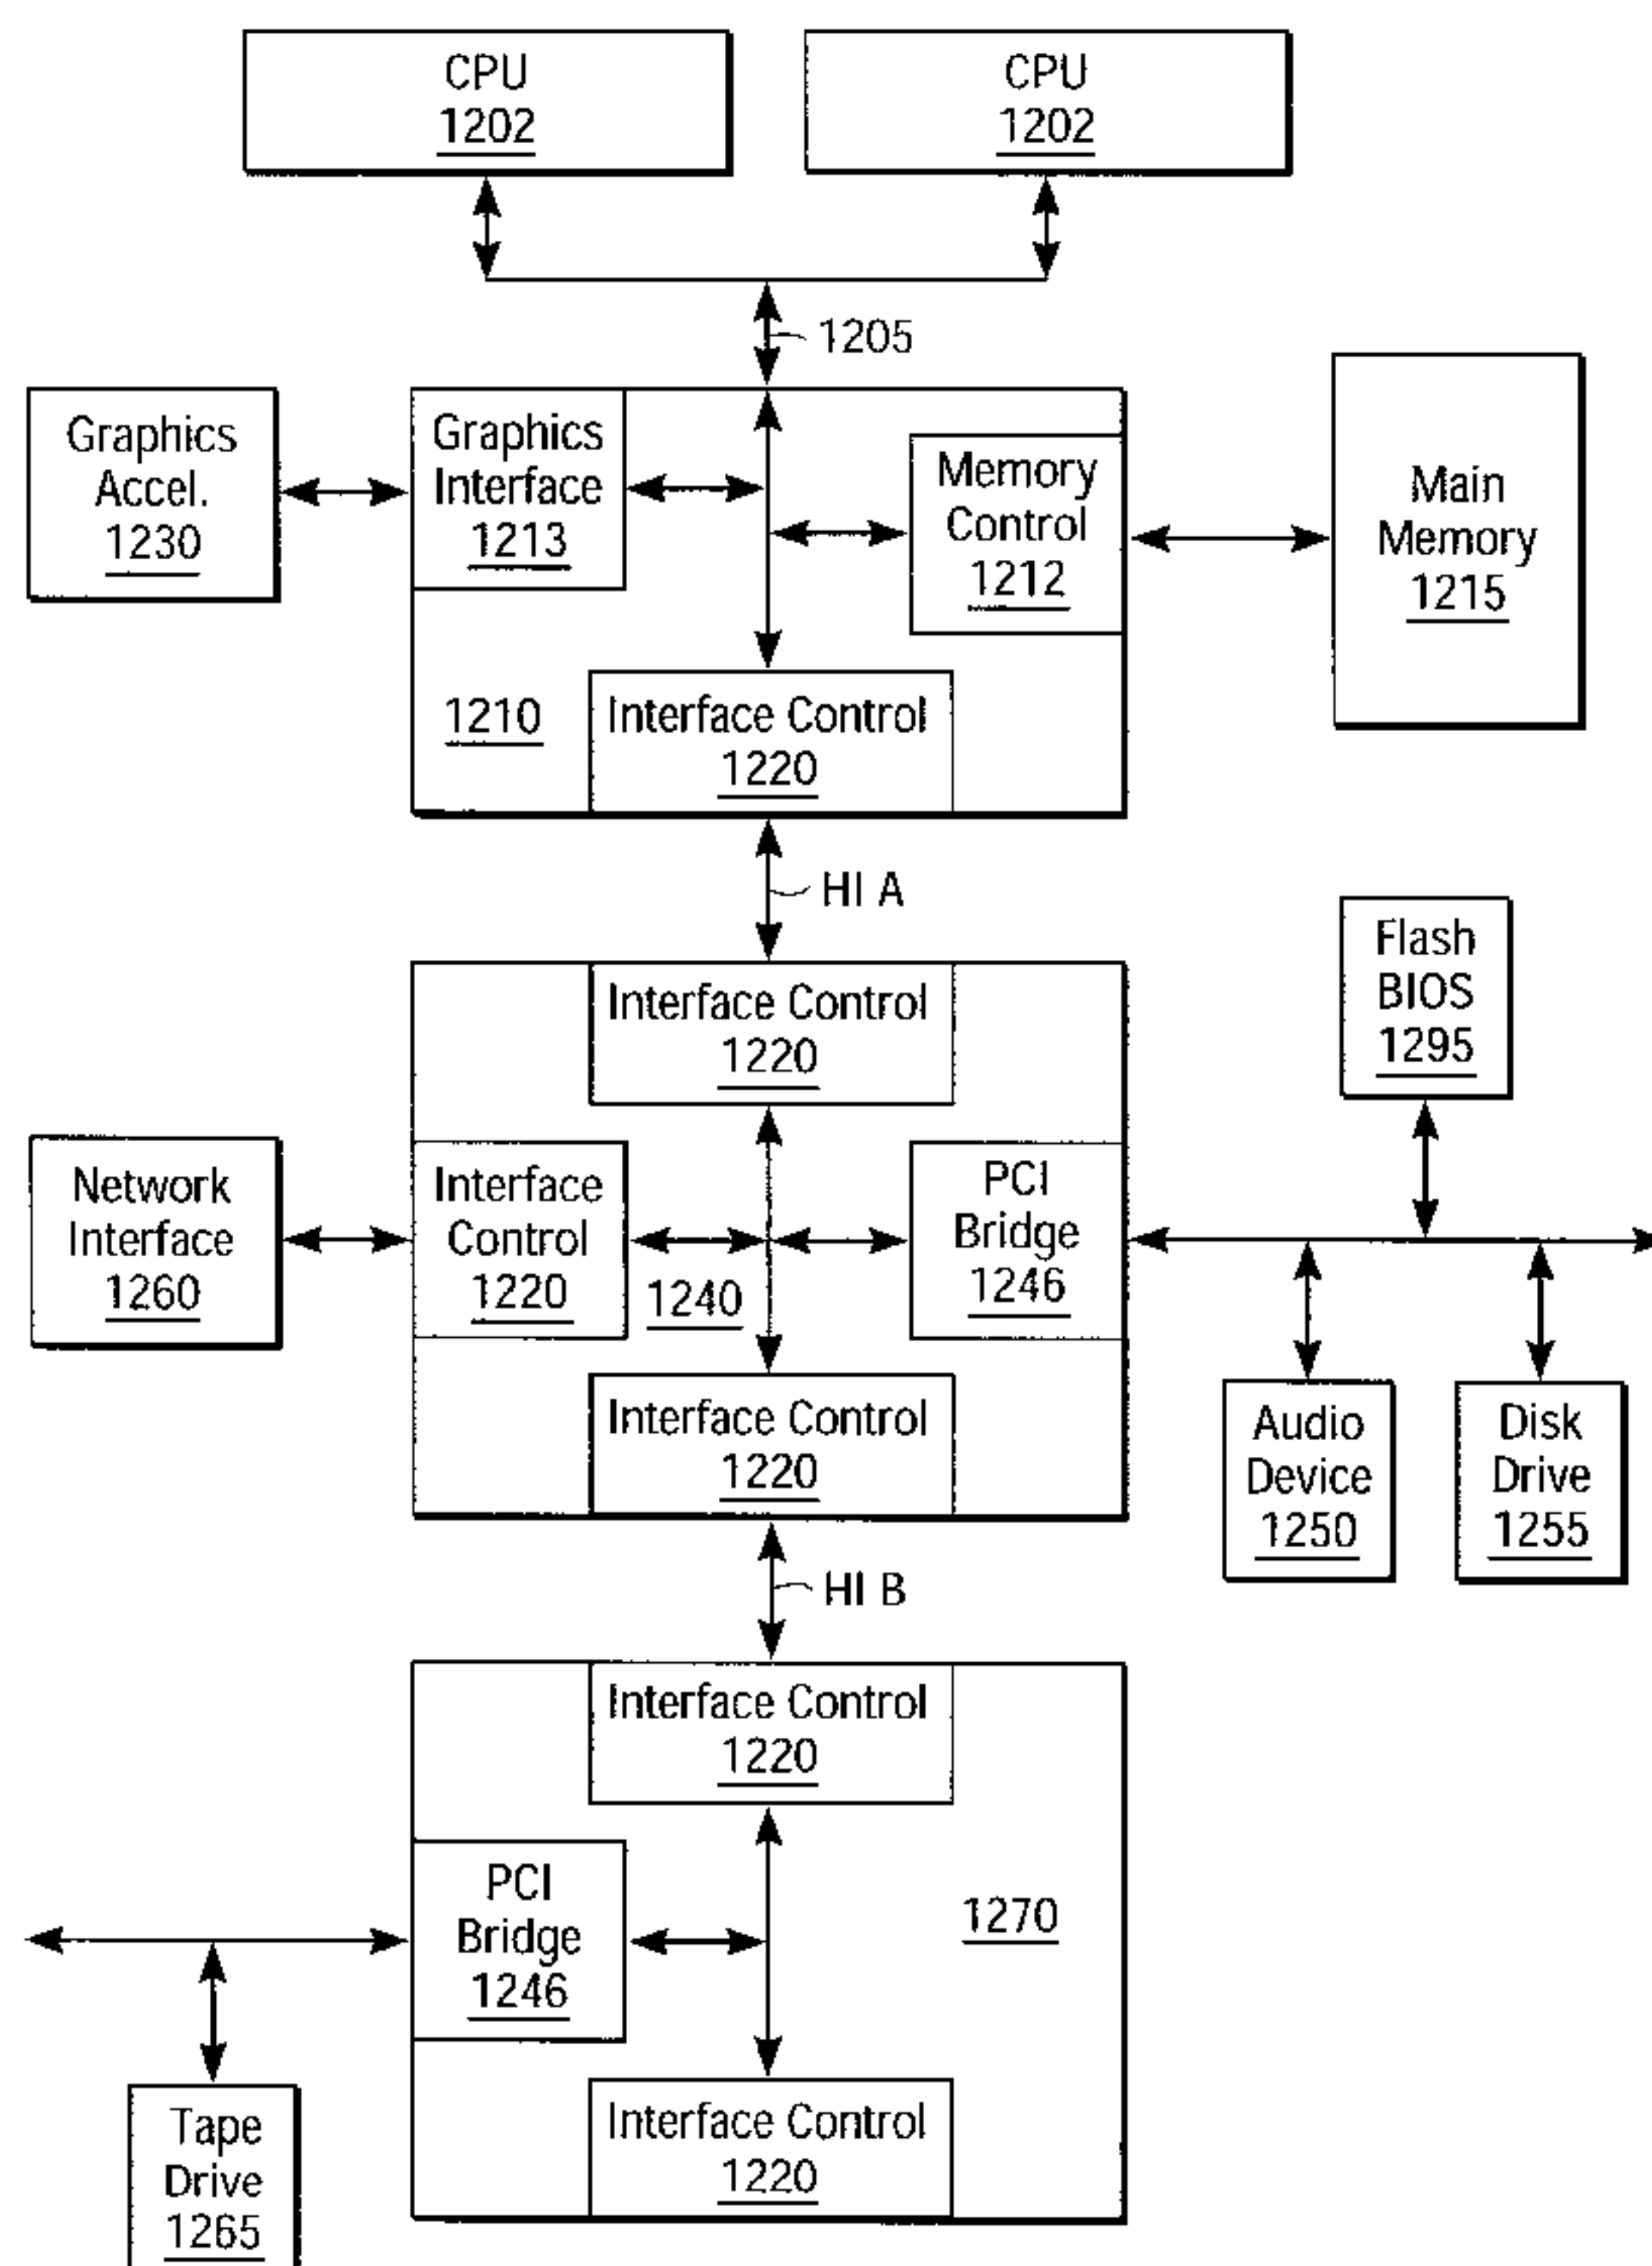 CPU
1202
CPU
1202
1205
Graphics
Accel.
1230
Graphics
Interface
1213
Memory
Control
1212
Main
Memory
1215
1210
Interface Control
1220
HI A
Interface Control
1220
Flash
BIOS
1295
Network
Interface
1260
Interface
Control
1220
1240
PCI
Bridge
1246
Interface Control
1220
Audio
Device
1250
Disk
Drive
1255
HI B
Interface Control
1220
PCI
Bridge
1246
1270
Interface Control
1220
Tape
Drive
1265